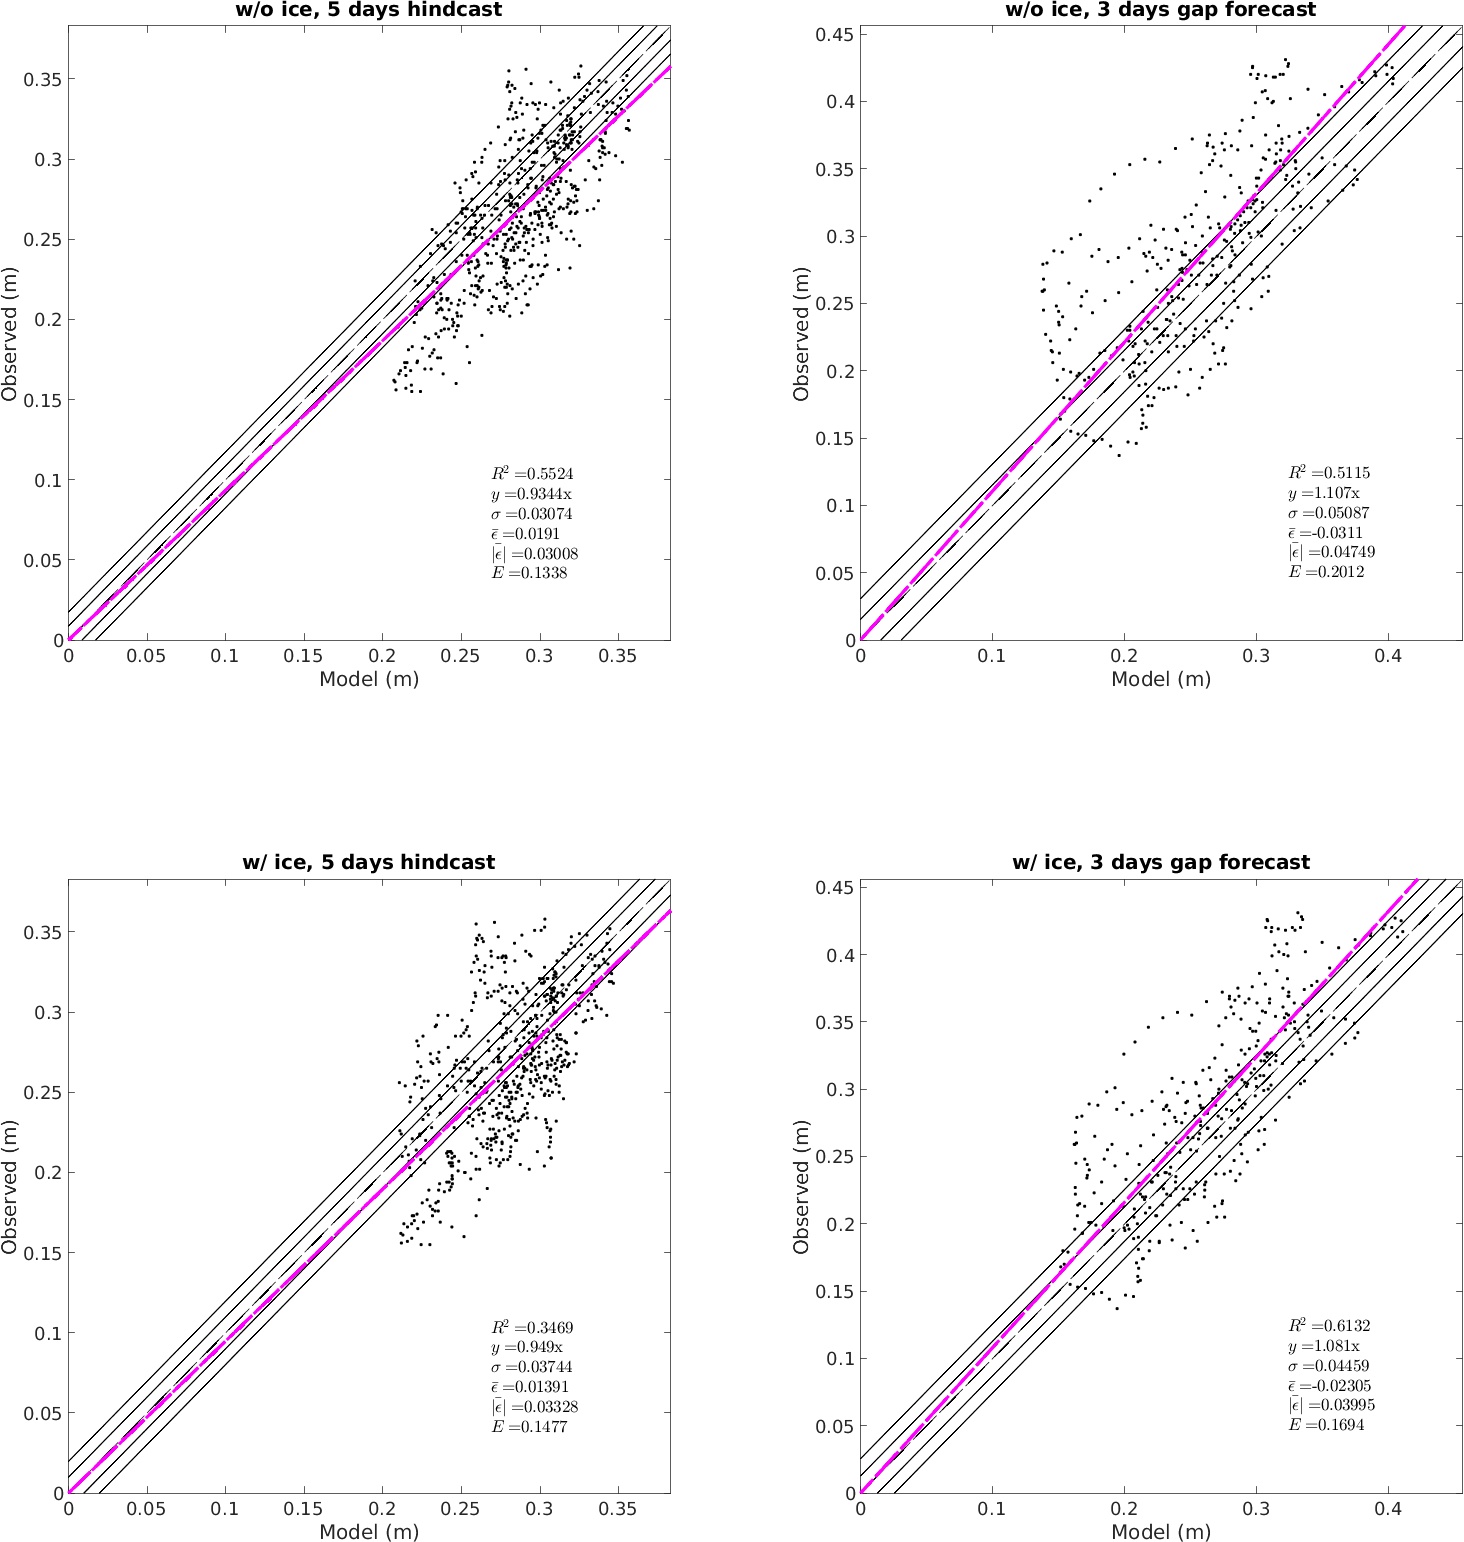 w/o ice, 5 days hindcast
0.35
0.3
0.25
0.2
0.15
0.1
0.05
0
Observed (m)
R² =0.5524
y =0.9344x
σ =0.03074
ε̄ =0.0191
|ε̄| =0.03008
E =0.1338
0 0.05 0.1 0.15 0.2 0.25 0.3 0.35
Model (m)
w/o ice, 3 days gap forecast
0.45
0.4
0.35
0.3
0.25
0.2
0.15
0.1
0.05
0
Observed (m)
R² =0.5115
y =1.107x
σ =0.05087
ε̄ =-0.0311
|ε̄| =0.04749
E =0.2012
0 0.1 0.2 0.3 0.4
Model (m)
w/ ice, 5 days hindcast
0.35
0.3
0.25
0.2
0.15
0.1
0.05
0
Observed (m)
R² =0.3469
y =0.949x
σ =0.03744
ε̄ =0.01391
|ε̄| =0.03328
E =0.1477
0 0.05 0.1 0.15 0.2 0.25 0.3 0.35
Model (m)
w/ ice, 3 days gap forecast
0.45
0.4
0.35
0.3
0.25
0.2
0.15
0.1
0.05
0
Observed (m)
R² =0.6132
y =1.081x
σ =0.04459
ε̄ =-0.02305
|ε̄| =0.03995
E =0.1694
0 0.1 0.2 0.3 0.4
Model (m)